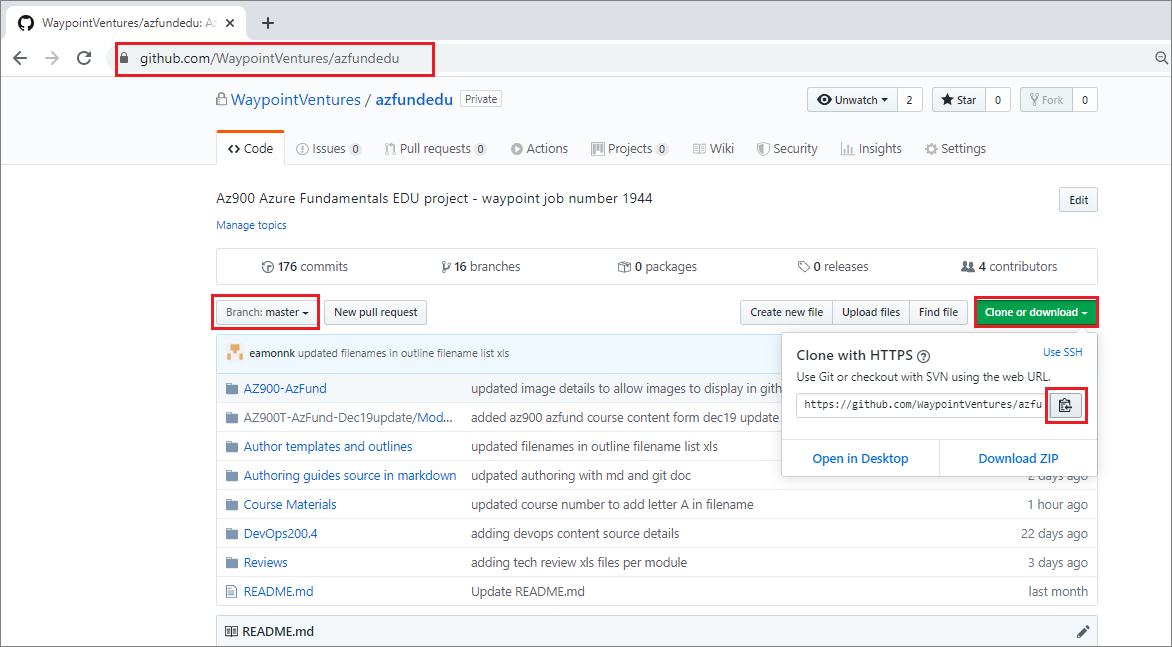 WaypointVentures/azfundedu: Az
github.com/WaypointVentures/azfundedu
WaypointVentures / azfundedu Private
Unwatch 2 Star 0 Fork 0
Code Issues 0 Pull requests 0 Actions Projects 0 Wiki Security Insights Settings
Az900 Azure Fundamentals EDU project - waypoint job number 1944
Edit
Manage topics
176 commits 16 branches 0 packages 0 releases 4 contributors
Branch: master New pull request Create new file Upload files Find file Clone or download
eamonnk updated filenames in outline filename list xls
Clone with HTTPS Use SSH
Use Git or checkout with SVN using the web URL.
https://github.com/WaypointVentures/azfu
Open in Desktop Download ZIP
AZ900-AzFund updated image details to allow images to display in gith
AZ900T-AzFund-Dec19update/Mod... added az900 azfund course content form dec19 update
Author templates and outlines updated filenames in outline filename list xls
Authoring guides source in markdown udpated authoring with md and git doc 2 days ago
Course Materials updated course number to add letter A in filename 1 hour ago
DevOps200.4 adding devops content source details 22 days ago
Reviews adding tech review xls files per module 3 days ago
README.md Update README.md last month
README.md